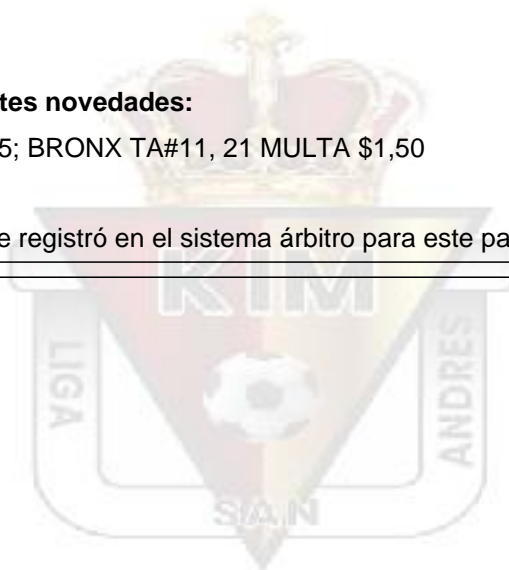 tes novedades:
5; BRONX TA#11, 21 MULTA $1,50
e registró en el sistema árbitro para este pa
KIM
LIGA
ANDRES
SAN